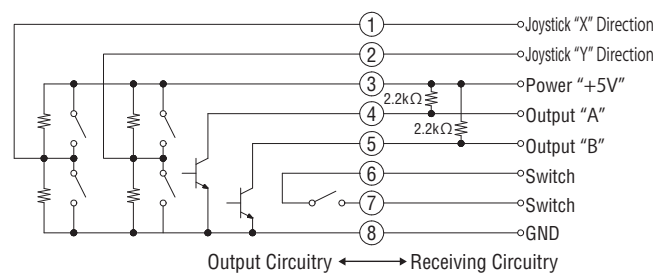 1 Joystick “X” Direction
2 Joystick “Y” Direction
3 Power “+5V”
2.2kΩ
4 Output “A”
2.2kΩ
5 Output “B”
6 Switch
7 Switch
8 GND
Output Circuitry Receiving Circuitry